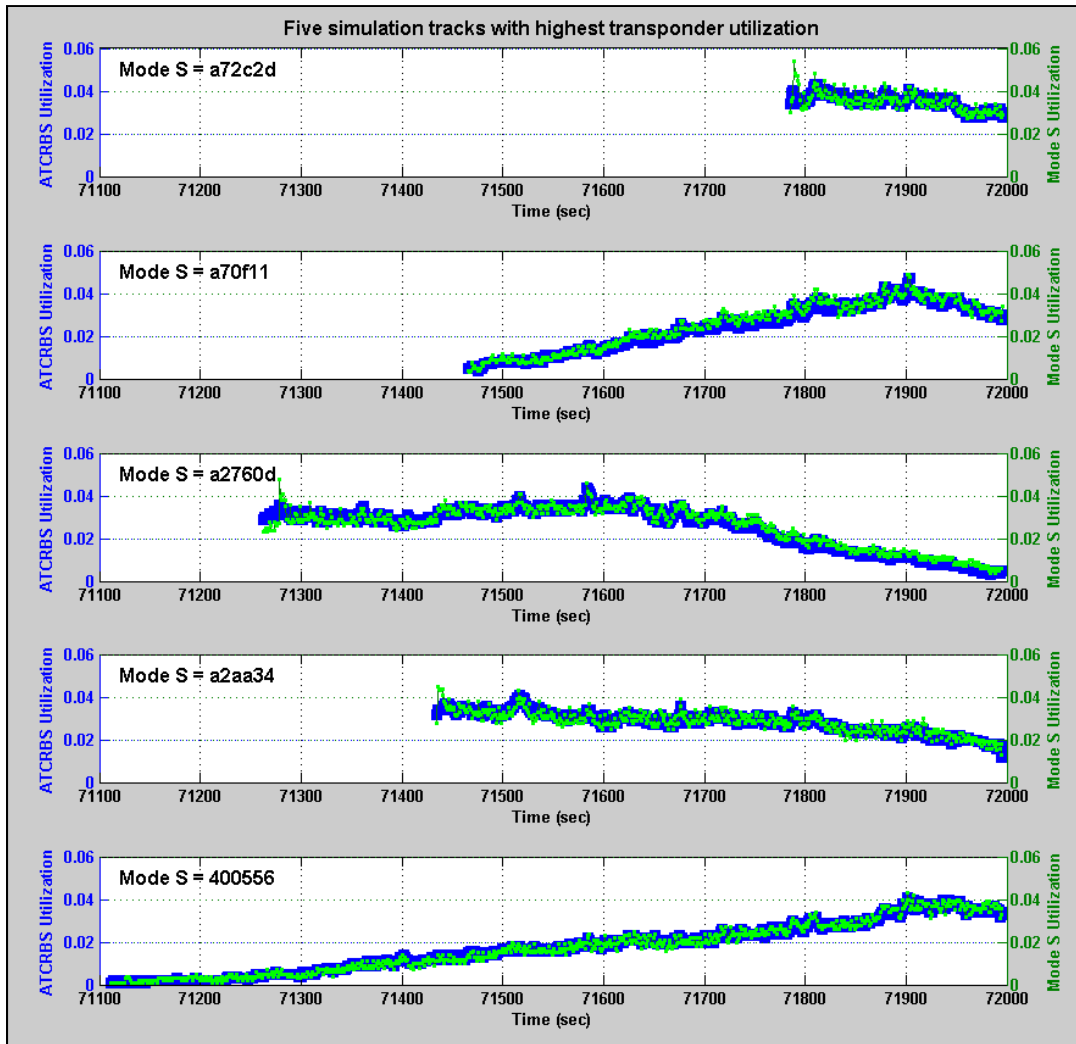 Five simulation tracks with highest transponder utilization
Mode S = a72c2d
ATCRBS Utilization
0.06
0.04
0.02
0
Mode S Utilization
0.06
0.04
0.02
0
71100 71200 71300 71400 71500 71600 71700 71800 71900 72000
Time (sec)
Mode S = a70f11
ATCRBS Utilization
0.06
0.04
0.02
0
Mode S Utilization
0.06
0.04
0.02
0
71100 71200 71300 71400 71500 71600 71700 71800 71900 72000
Time (sec)
Mode S = a2760d
ATCRBS Utilization
0.06
0.04
0.02
0
Mode S Utilization
0.06
0.04
0.02
0
71100 71200 71300 71400 71500 71600 71700 71800 71900 72000
Time (sec)
Mode S = a2aa34
ATCRBS Utilization
0.06
0.04
0.02
0
Mode S Utilization
0.06
0.04
0.02
0
71100 71200 71300 71400 71500 71600 71700 71800 71900 72000
Time (sec)
Mode S = 400556
ATCRBS Utilization
0.06
0.04
0.02
0
Mode S Utilization
0.06
0.04
0.02
0
71100 71200 71300 71400 71500 71600 71700 71800 71900 72000
Time (sec)